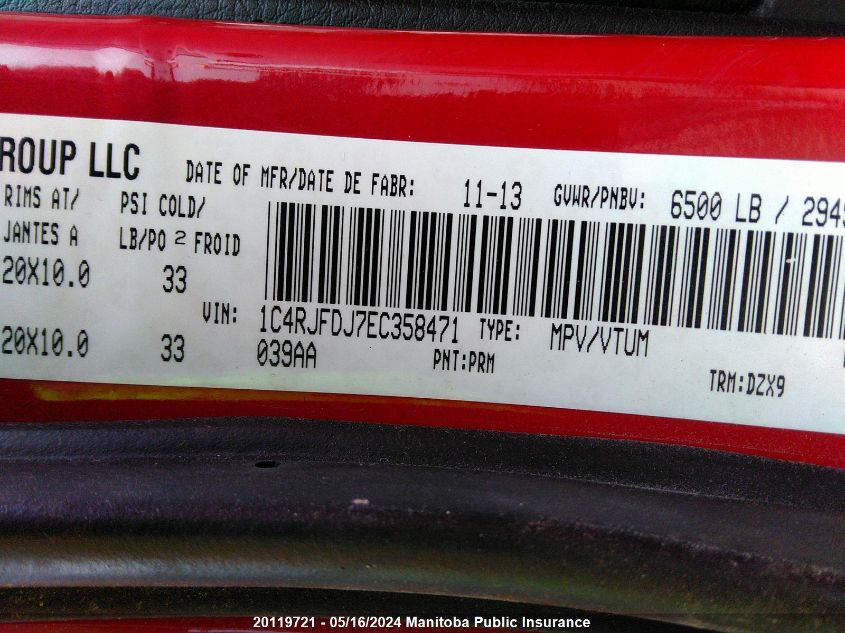 ROUP LLC DATE OF MFR/DATE DE FABR: 11-13 GVWR/PNBV: 6500 LB / 294
RIMS AT/ PSI COLD/
JANTES A LB/PO 2 FROID
20X10.0 33
VIN: 1C4RJFDJ7EC358471 TYPE: MPV/VTUM
20X10.0 33 039AA PNT:PRM TRM:DZX9
20119721 - 05/16/2024 Manitoba Public Insurance